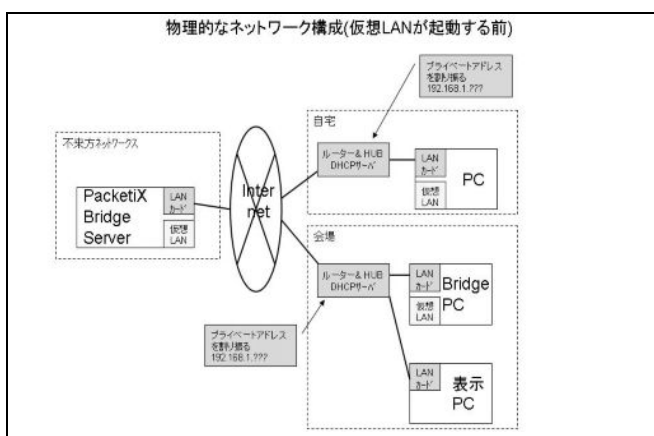 物理的なネットワーク構成(仮想LANが起動する前)
プライベートアドレス
を割り振る
192.168.1.???
自宅
不来方ネットワークス
ルーター& HUB
DHCPサーバ
LAN
カード
PC
仮想
LAN
PacketiX
Bridge
Server
LAN
カード
仮想
LAN
Inter
net
会場
ルーター& HUB
DHCPサーバ
LAN
カード
Bridge
PC
仮想
LAN
プライベートアドレス
を割り振る
192.168.1.???
LAN
カード
表示
PC